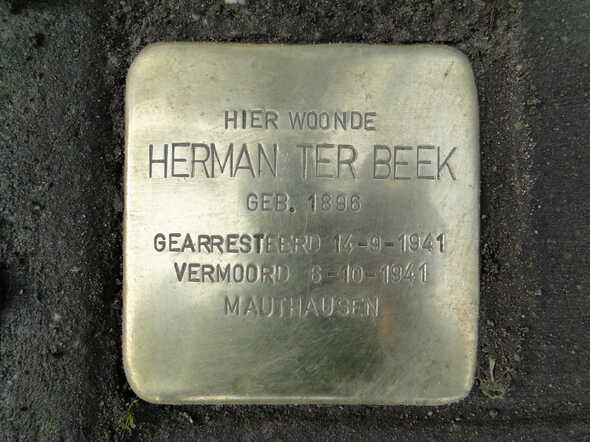 HIER WOONDE
HERMAN TER BEEK
GEB. 1896
GEARRESTEERD 14-9-1941
VERMOORD 6-10-1941
MAUTHAUSEN